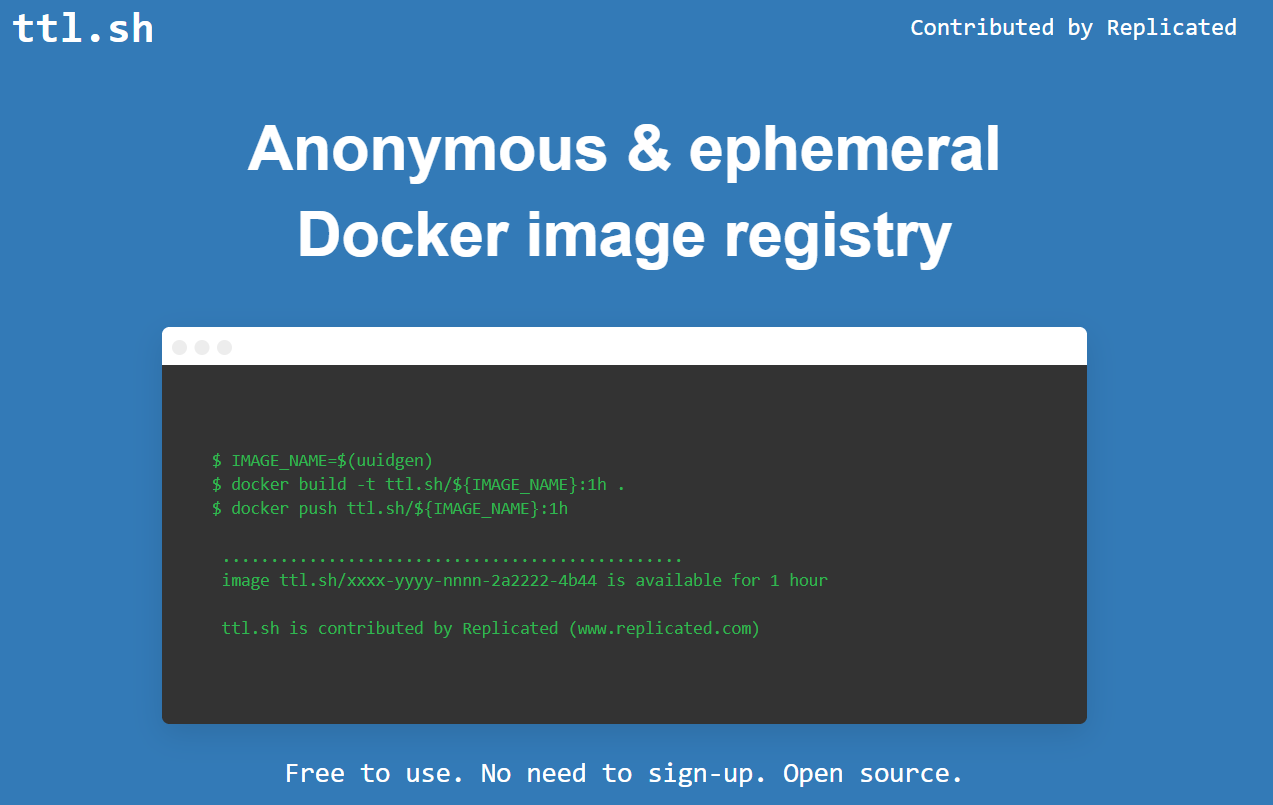 ttl.sh
Contributed by Replicated
Anonymous & ephemeral
Docker image registry
$ IMAGE_NAME=$(uuidgen)
$ docker build -t ttl.sh/${IMAGE_NAME}:1h .
$ docker push ttl.sh/${IMAGE_NAME}:1h
................................................
image ttl.sh/xxxx-yyyy-nnnn-2a2222-4b44 is available for 1 hour
ttl.sh is contributed by Replicated (www.replicated.com)
Free to use. No need to sign-up. Open source.